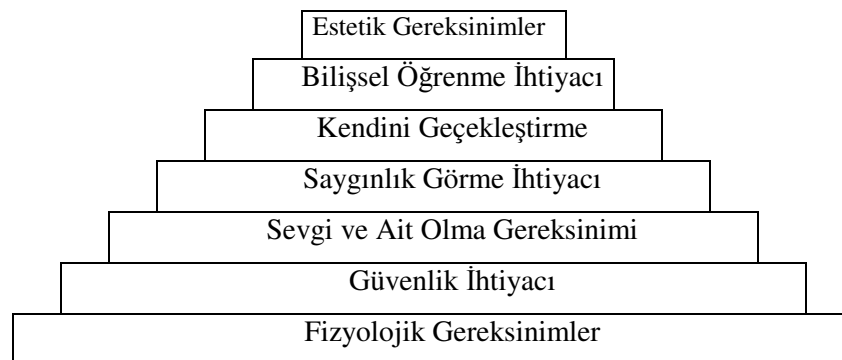 Estetik Gereksinimler
Bilişsel Öğrenme İhtiyacı
Kendini Geçekleştirme
Saygınlık Görme İhtiyacı
Sevgi ve Ait Olma Gereksinimi
Güvenlik İhtiyacı
Fizyolojik Gereksinimler